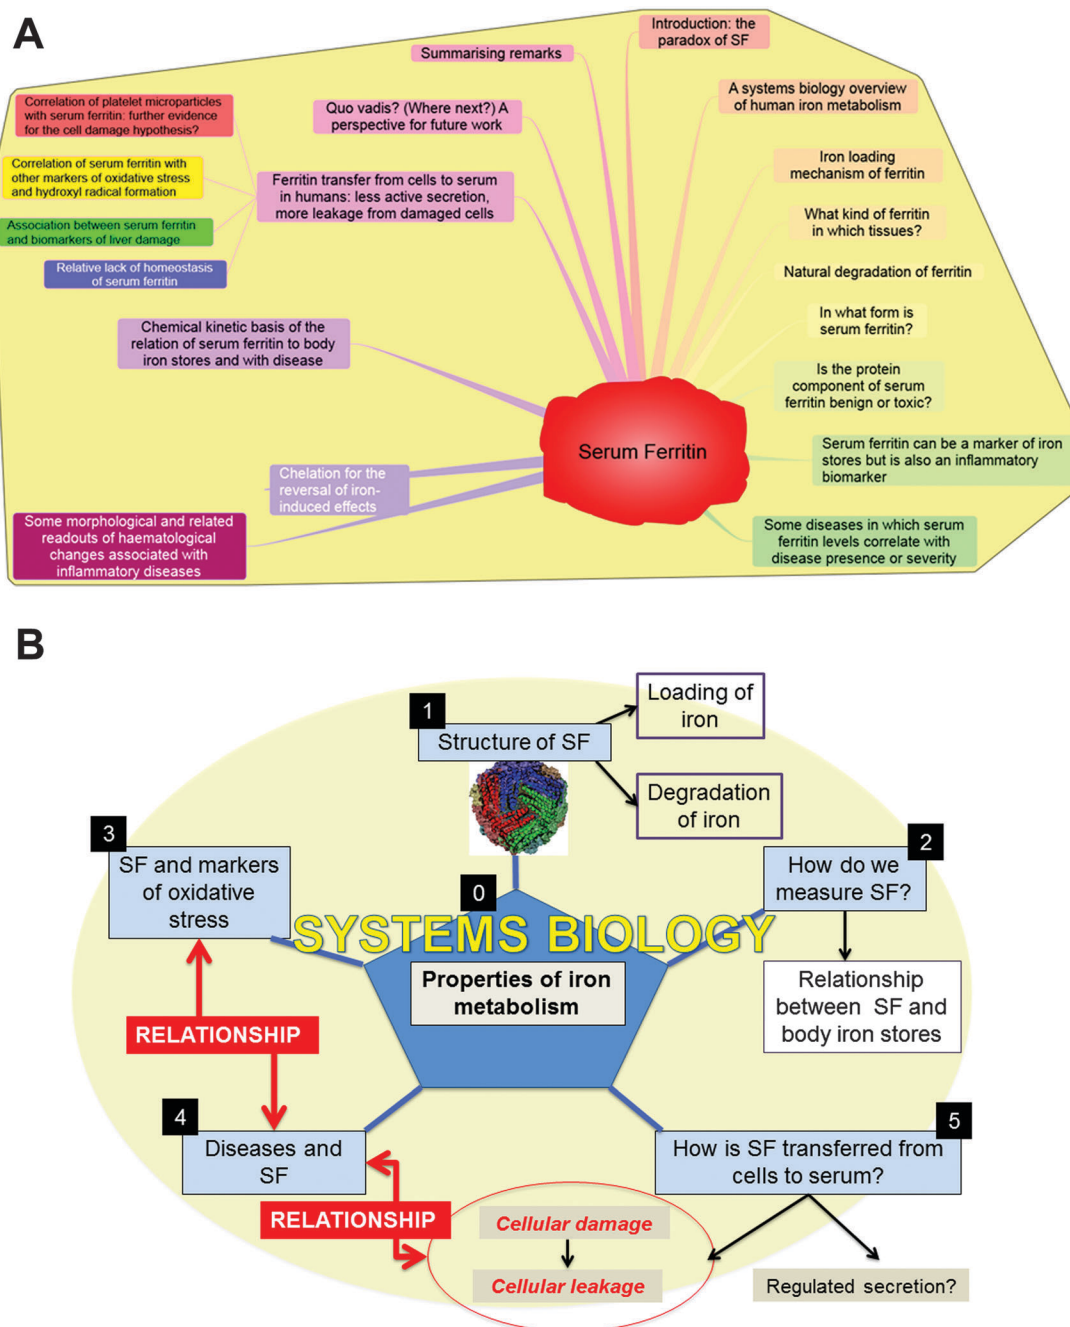 A
Introduction: the
paradox of SF
Summarising remarks
A systems biology overview
of human iron metabolism
Correlation of platelet microparticles
with serum ferritin: further evidence
for the cell damage hypothesis?
Quo vadis? (Where next?) A
perspective for future work
Iron loading
mechanism of ferritin
Correlation of serum ferritin with
other markers of oxidative stress
and hydroxyl radical formation
Ferritin transfer from cells to serum
in humans: less active secretion,
more leakage from damaged cells
What kind of ferritin
in which tissues?
Association between serum ferritin
and biomarkers of liver damage
Relative lack of homeostasis
of serum ferritin
Natural degradation of ferritin
In what form is
serum ferritin?
Chemical kinetic basis of the
relation of serum ferritin to body
iron stores and with disease
Is the protein
component of serum
ferritin benign or toxic?
Serum Ferritin
Serum ferritin can be a marker of iron
stores but is also an inflammatory
biomarker
Chelation for the
reversal of iron-
induced effects
Some morphological and related
readouts of haematological
changes associated with
inflammatory diseases
Some diseases in which serum
ferritin levels correlate with
disease presence or severity
B
1
Structure of SF
Loading of
iron
Degradation
of iron
3
SF and markers
of oxidative
stress
2
How do we
measure SF?
0
SYSTEMS BIOLOGY
Properties of iron
metabolism
Relationship
between SF and
body iron stores
RELATIONSHIP
4
Diseases and
SF
5
How is SF transferred from
cells to serum?
RELATIONSHIP
Cellular damage
Cellular leakage
Regulated secretion?